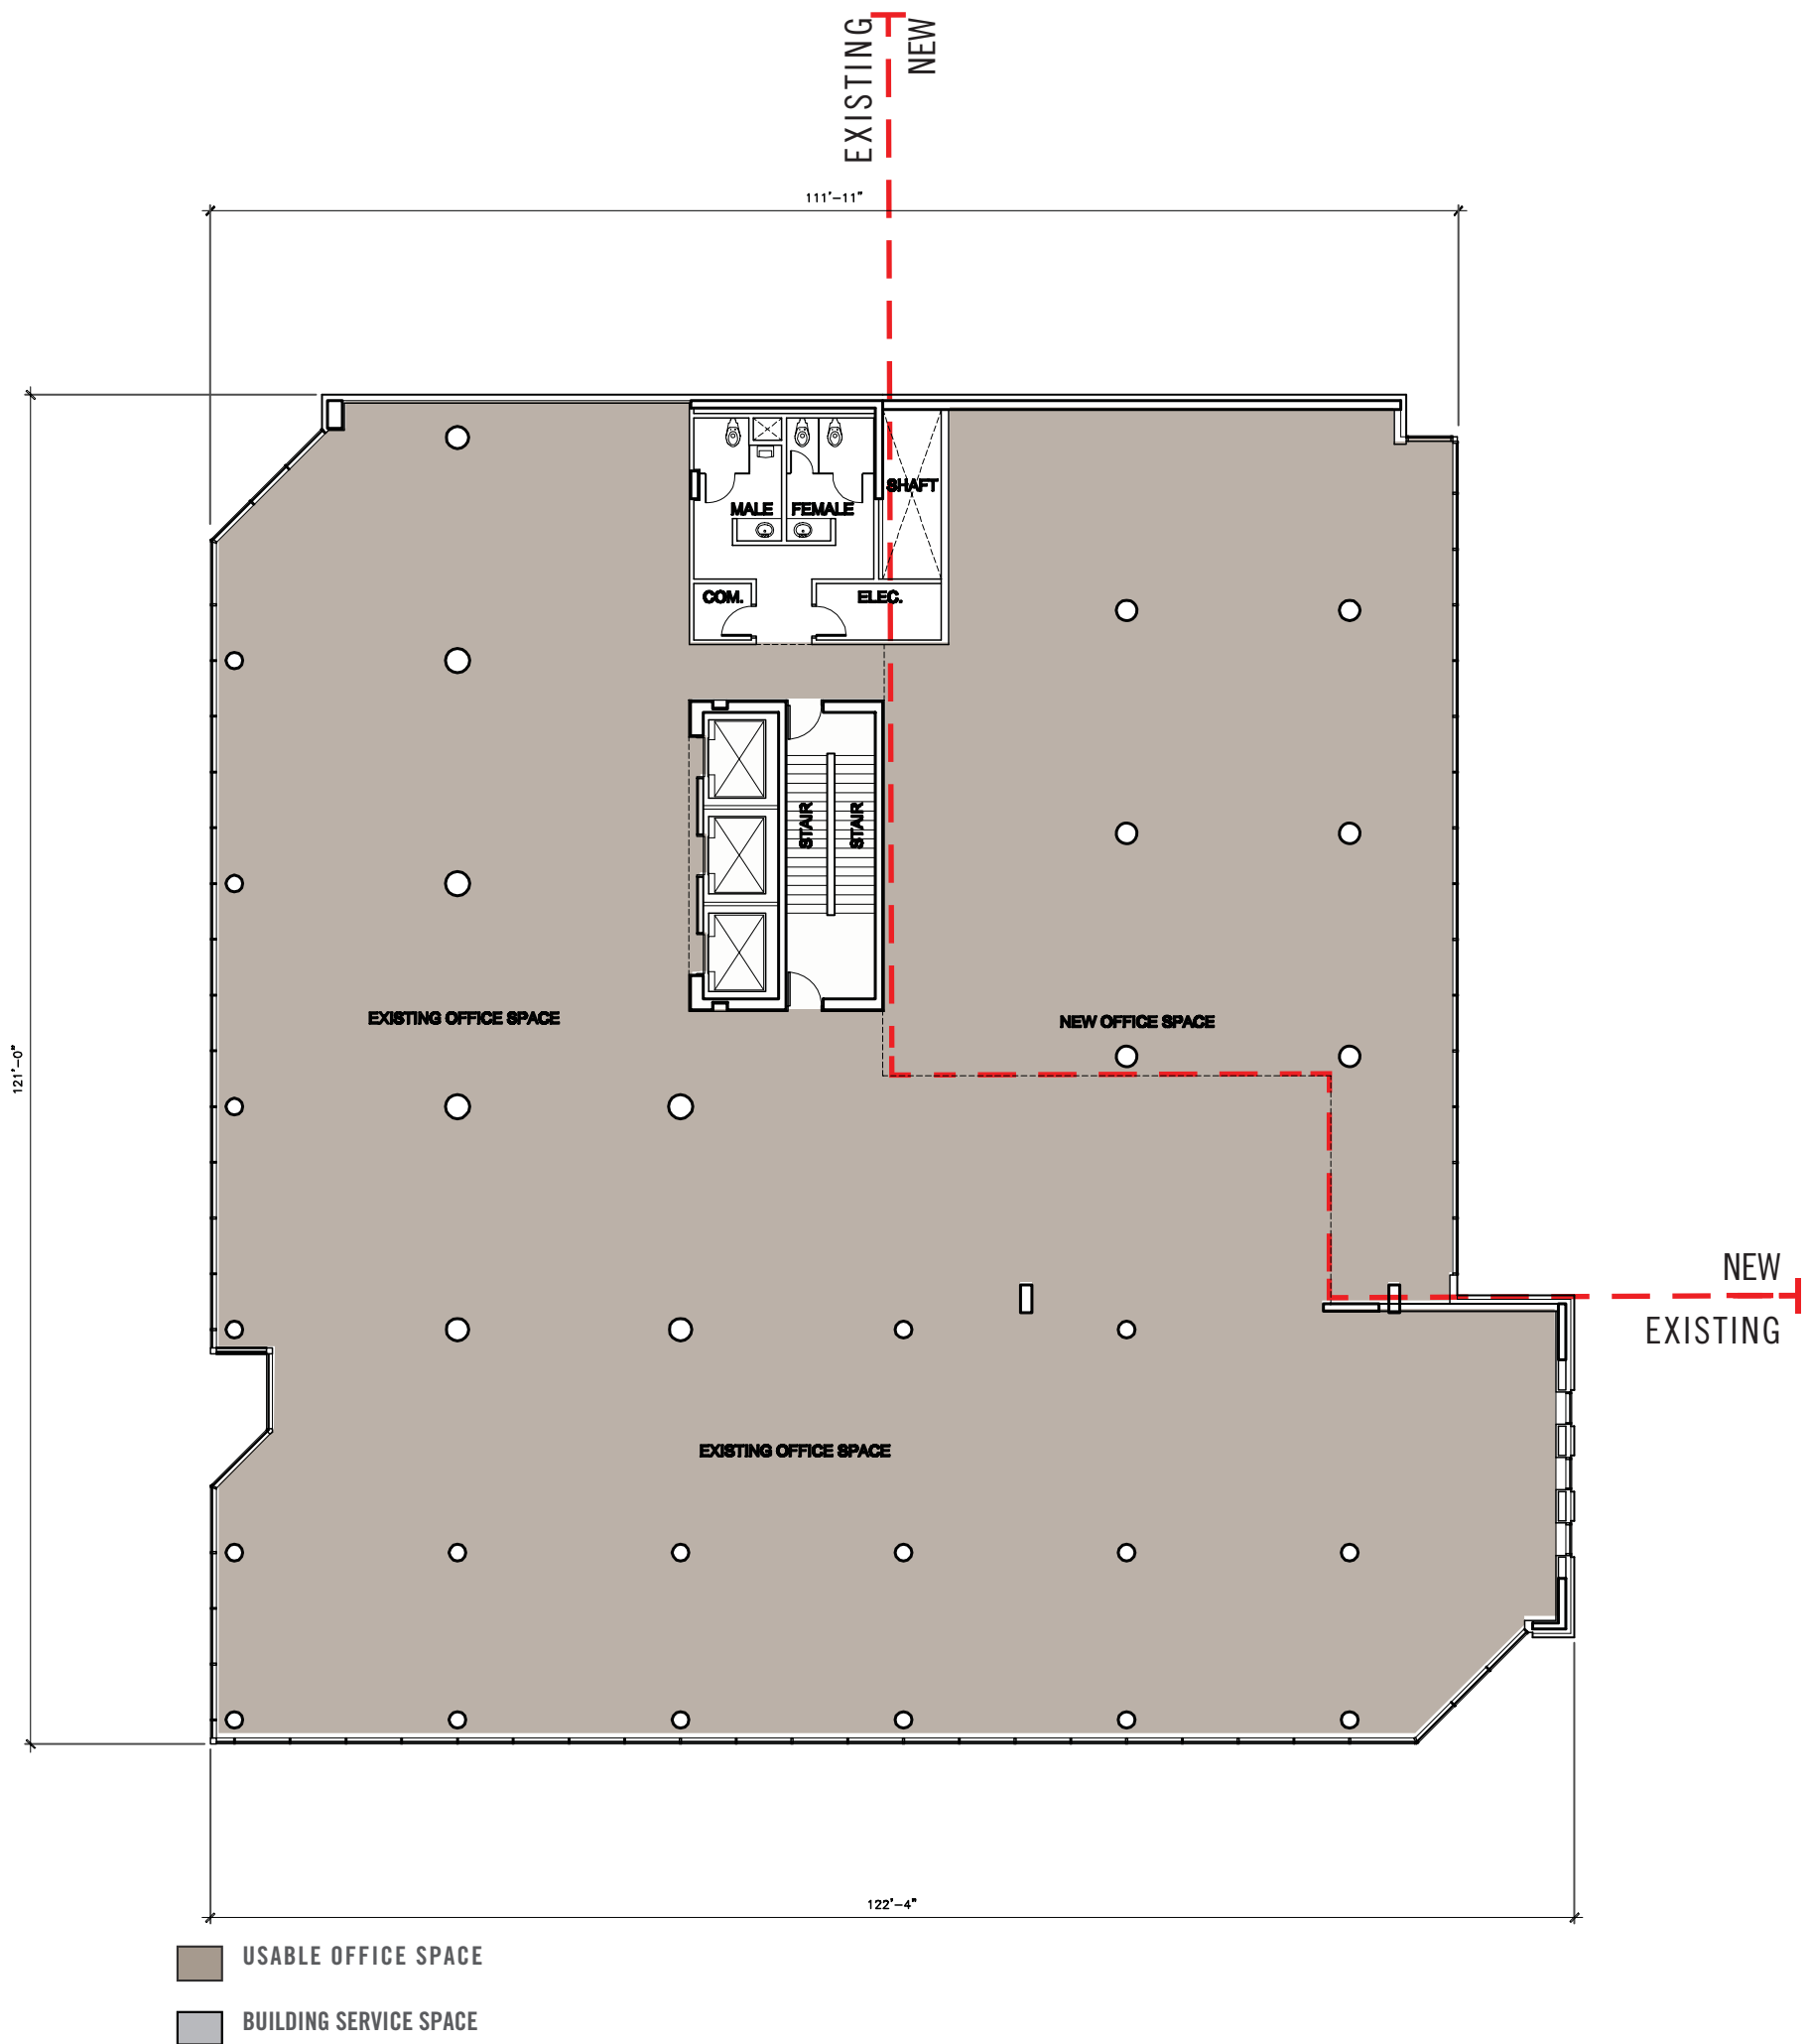 EXISTING
NEW
111'-11"
MALE
FEMALE
SHAFT
COM.
ELEC.
STAIR
STAIR
EXISTING OFFICE SPACE
NEW OFFICE SPACE
121'-0"
NEW
EXISTING
EXISTING OFFICE SPACE
122'-4"
USABLE OFFICE SPACE
BUILDING SERVICE SPACE